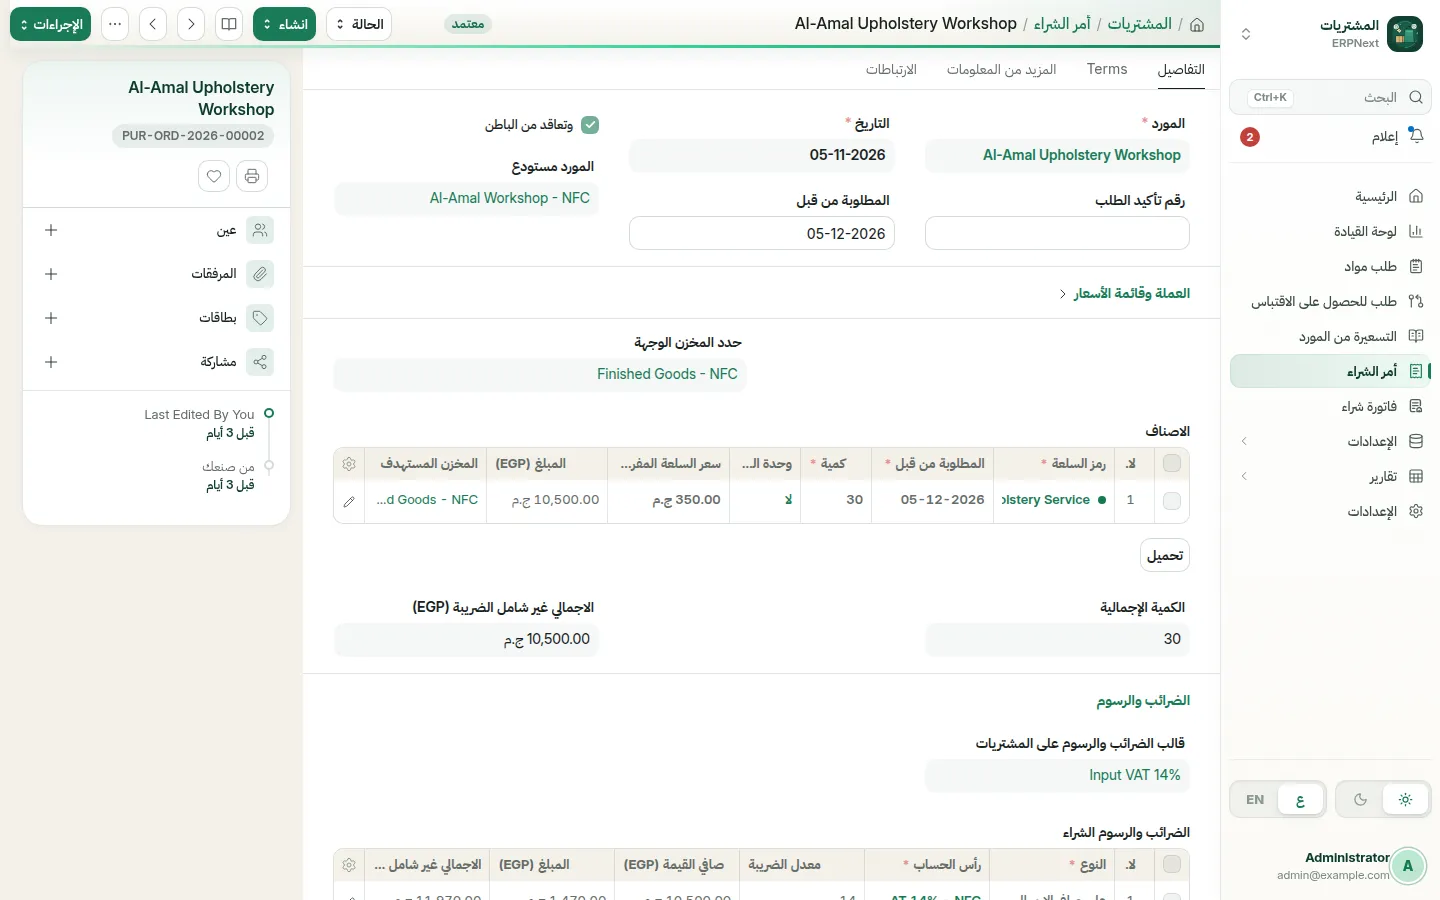 المشتريات
ERPNext
البحث
Ctrl+K
إعلام
2
الرئيسية
لوحة القيادة
طلب مواد
طلب للحصول على الاقتباس
التسعيرة من المورد
أمر الشراء
فاتورة شراء
الإعدادات
تقارير
الإعدادات
ع
EN
Administrator
admin@example.com
A
المشتريات / أمر الشراء / Al-Amal Upholstery Workshop
معتمد
الحالة
انشاء
الإجراءات
التفاصيل
Terms
المزيد من المعلومات
الارتباطات
المورد *
Al-Amal Upholstery Workshop
التاريخ *
05-11-2026
وتعاقد من الباطن
المورد مستودع
Al-Amal Workshop - NFC
رقم تأكيد الطلب
المطلوبة من قبل
05-12-2026
العملة وقائمة الأسعار
حدد المخزن الوجهة
Finished Goods - NFC
الاصناف
لا. رمز السلعة * المطلوبة من قبل * كمية * وحدة الـ... سعر السلعة المفر... المبلغ (EGP) المخزن المستهدف
1 olstery Service 05-12-2026 30 لا 350.00 ج.م 10,500.00 ج.م d Goods - NFC...
تحميل
الكمية الإجمالية
30
الاجمالي غير شامل الضريبة (EGP)
10,500.00 ج.م
الضرائب والرسوم
قالب الضرائب والرسوم على المشتريات
Input VAT 14%
الضرائب والرسوم الشراء
لا. النوع * رأس الحساب * معدل الضريبة صافي القيمة (EGP) المبلغ (EGP) الاجمالي غير شامل ...
Al-Amal Upholstery
Workshop
PUR-ORD-2026-00002
عين
المرفقات
بطاقات
مشاركة
Last Edited By You
قبل 3 أيام
من صنعك
قبل 3 أيام